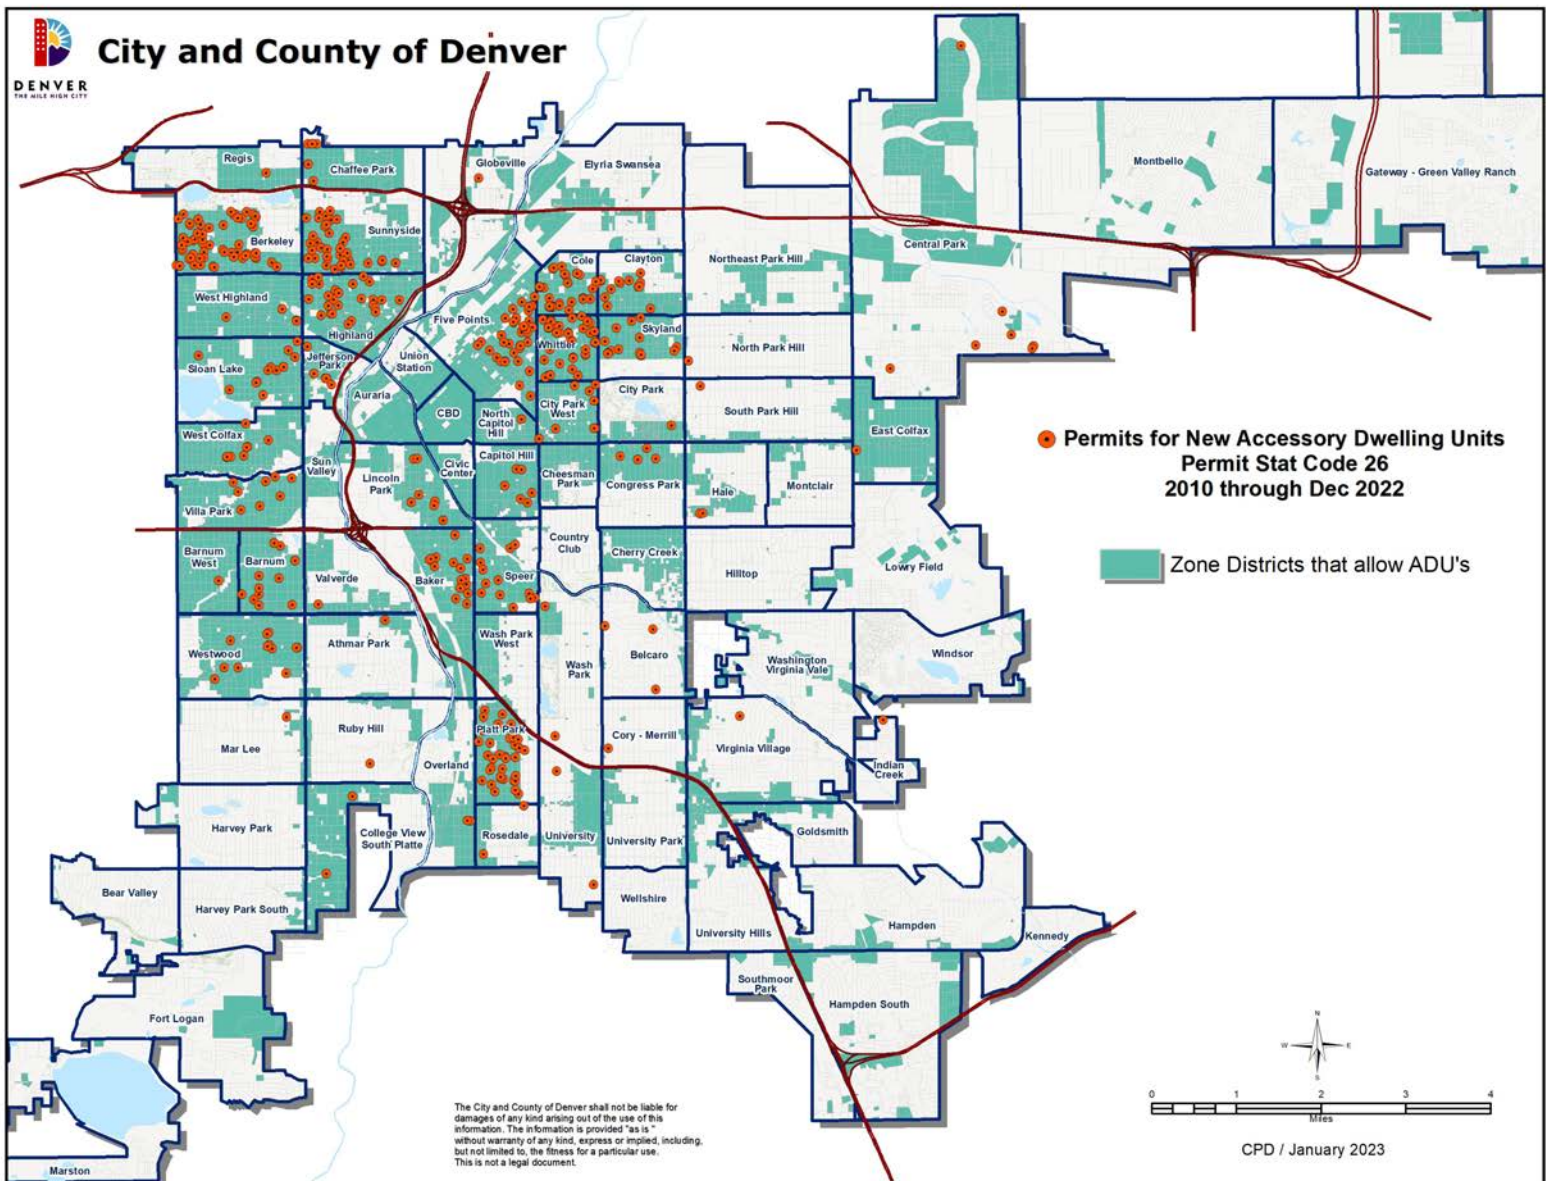 City and County of Denver
DENVER
THE MILE HIGH CITY
Regis
Chaffee Park
Globeville
Elyria Swansea
Montbello
Gateway - Green Valley Ranch
Berkeley
Sunnyside
Central Park
Cole
Clayton
Northeast Park Hill
West Highland
Highland
Five Points
Skyland
Whittier
North Park Hill
Sloan Lake
Jefferson
Park
Union
Station
Auraria
CBD
North
Capitol
Hill
City Park
West
City Park
South Park Hill
East Colfax
West Colfax
Sun
Valley
Lincoln
Park
Civic
Center
Capitol Hill
Cheesman
Park
Congress Park
Hale
Montclair
Villa Park
Barnum
West
Barnum
Valverde
Baker
Speer
Country
Club
Cherry Creek
Hilltop
Lowry Field
Westwood
Athmar Park
Wash Park
West
Wash
Park
Belcaro
Washington
Virginia Vale
Windsor
Mar Lee
Ruby Hill
Overland
Platt Park
Cory - Merrill
Virginia Village
Indian
Creek
Harvey Park
College View
South Platte
Rosedale
University
University Park
Goldsmith
Bear Valley
Harvey Park South
Wellshire
University Hills
Hampden
Kennedy
Fort Logan
Southmoor
Park
Hampden South
Marston
Permits for New Accessory Dwelling Units
Permit Stat Code 26
2010 through Dec 2022
Zone Districts that allow ADU's
The City and County of Denver shall not be liable for
damages of any kind arising out of the use of this
information. The information is provided "as is "
without warranty of any kind, express or implied, including,
but not limited to, the fitness for a particular use.
This is not a legal document.
N
W E
S
0 1 2 3 4
Miles
CPD / January 2023